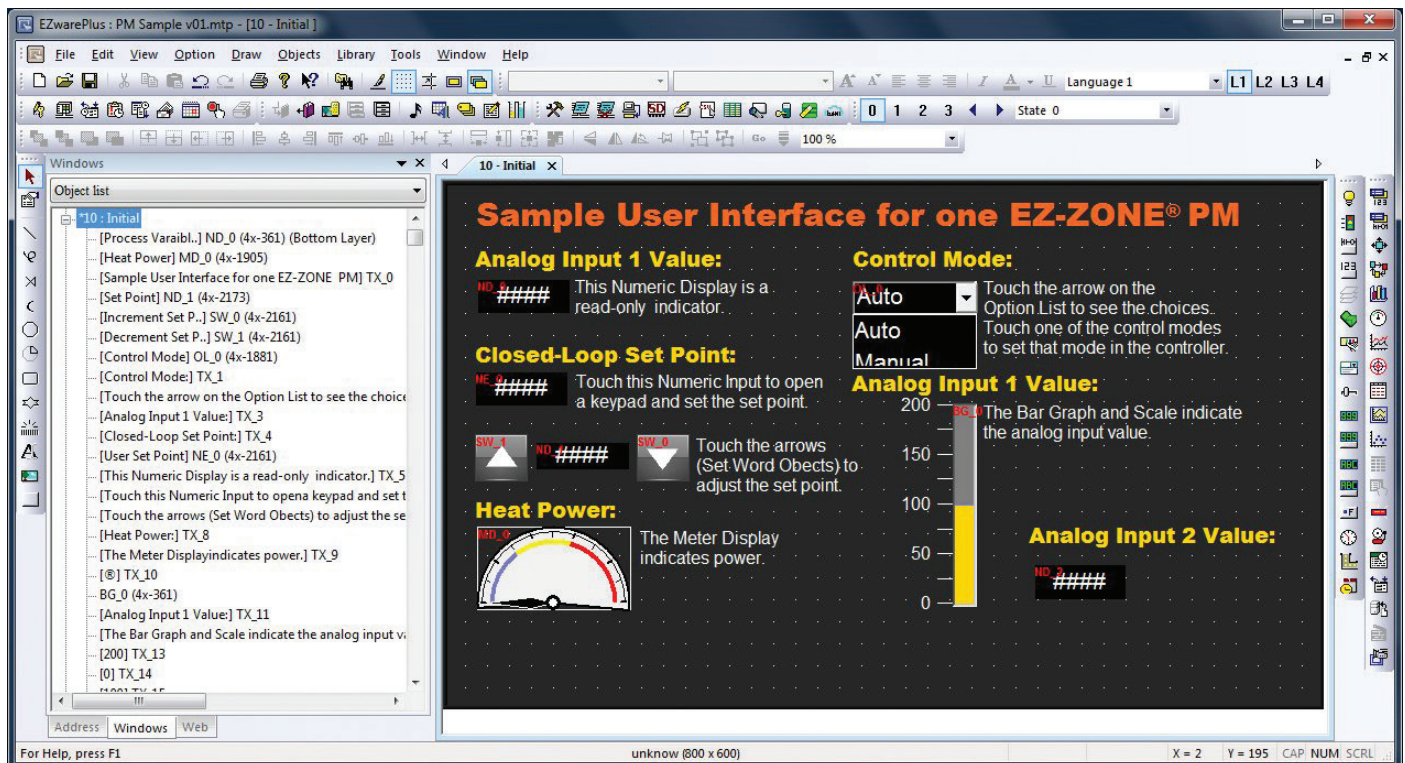 EZwarePlus : PM Sample v01.mtp - [10 - Initial ]
File Edit View Option Draw Objects Library Tools Window Help
Language 1 L1 L2 L3 L4
0 1 2 3 State 0
Go 100 %
Windows
Object list
*10 : Initial
[Process Varaibl..] ND_0 (4x-361) (Bottom Layer)
[Heat Power] MD_0 (4x-1905)
[Sample User Interface for one EZ-ZONE PM] TX_0
[Set Point] ND_1 (4x-2173)
[Increment Set P..] SW_0 (4x-2161)
[Decrement Set P..] SW_1 (4x-2161)
[Control Mode] OL_0 (4x-1881)
[Control Mode:] TX_1
[Touch the arrow on the Option List to see the choice
[Analog Input 1 Value:] TX_3
[Closed-Loop Set Point:] TX_4
[User Set Point] NE_0 (4x-2161)
[This Numeric Display is a read-only indicator.] TX_5
[Touch this Numeric Input to opena keypad and set t
[Touch the arrows (Set Word Obects) to adjust the se
[Heat Power:] TX_8
[The Meter Displayindicates power.] TX_9
[®] TX_10
BG_0 (4x-361)
[Analog Input 1 Value:] TX_11
[The Bar Graph and Scale indicate the analog input va
[200] TX_13
[0] TX_14
[100] TX_15
Address Windows Web
10 - Initial
Sample User Interface for one EZ-ZONE® PM
Analog Input 1 Value:
ND_0 ####
This Numeric Display is a
read-only indicator.
Closed-Loop Set Point:
NE_0 ####
Touch this Numeric Input to open
a keypad and set the set point.
SW_1 ND_1 #### SW_0
Touch the arrows
(Set Word Obects) to
adjust the set point.
Heat Power:
MD_0
The Meter Display
indicates power.
Control Mode:
OL_0 Auto
Auto
Manual
Touch the arrow on the
Option List to see the choices.
Touch one of the control modes
to set that mode in the controller.
Analog Input 1 Value:
200
150
100
50
0
BG_0
The Bar Graph and Scale indicate
the analog input value.
Analog Input 2 Value:
ND_2 ####
For Help, press F1 unknow (800 x 600) X = 2 Y = 195 CAP NUM SCRL